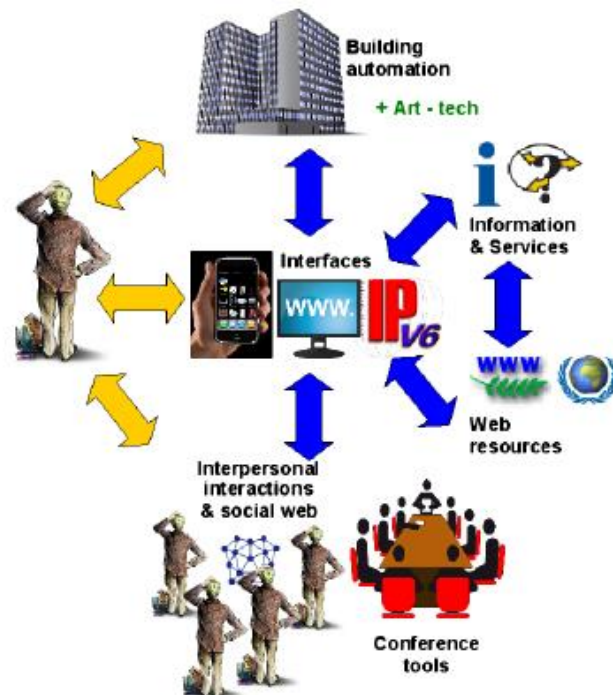 Building
automation
+ Art - tech
i ?
Information
& Services
Interfaces
www.
IP
V6
www
Web
resources
Interpersonal
interactions
& social web
Conference
tools